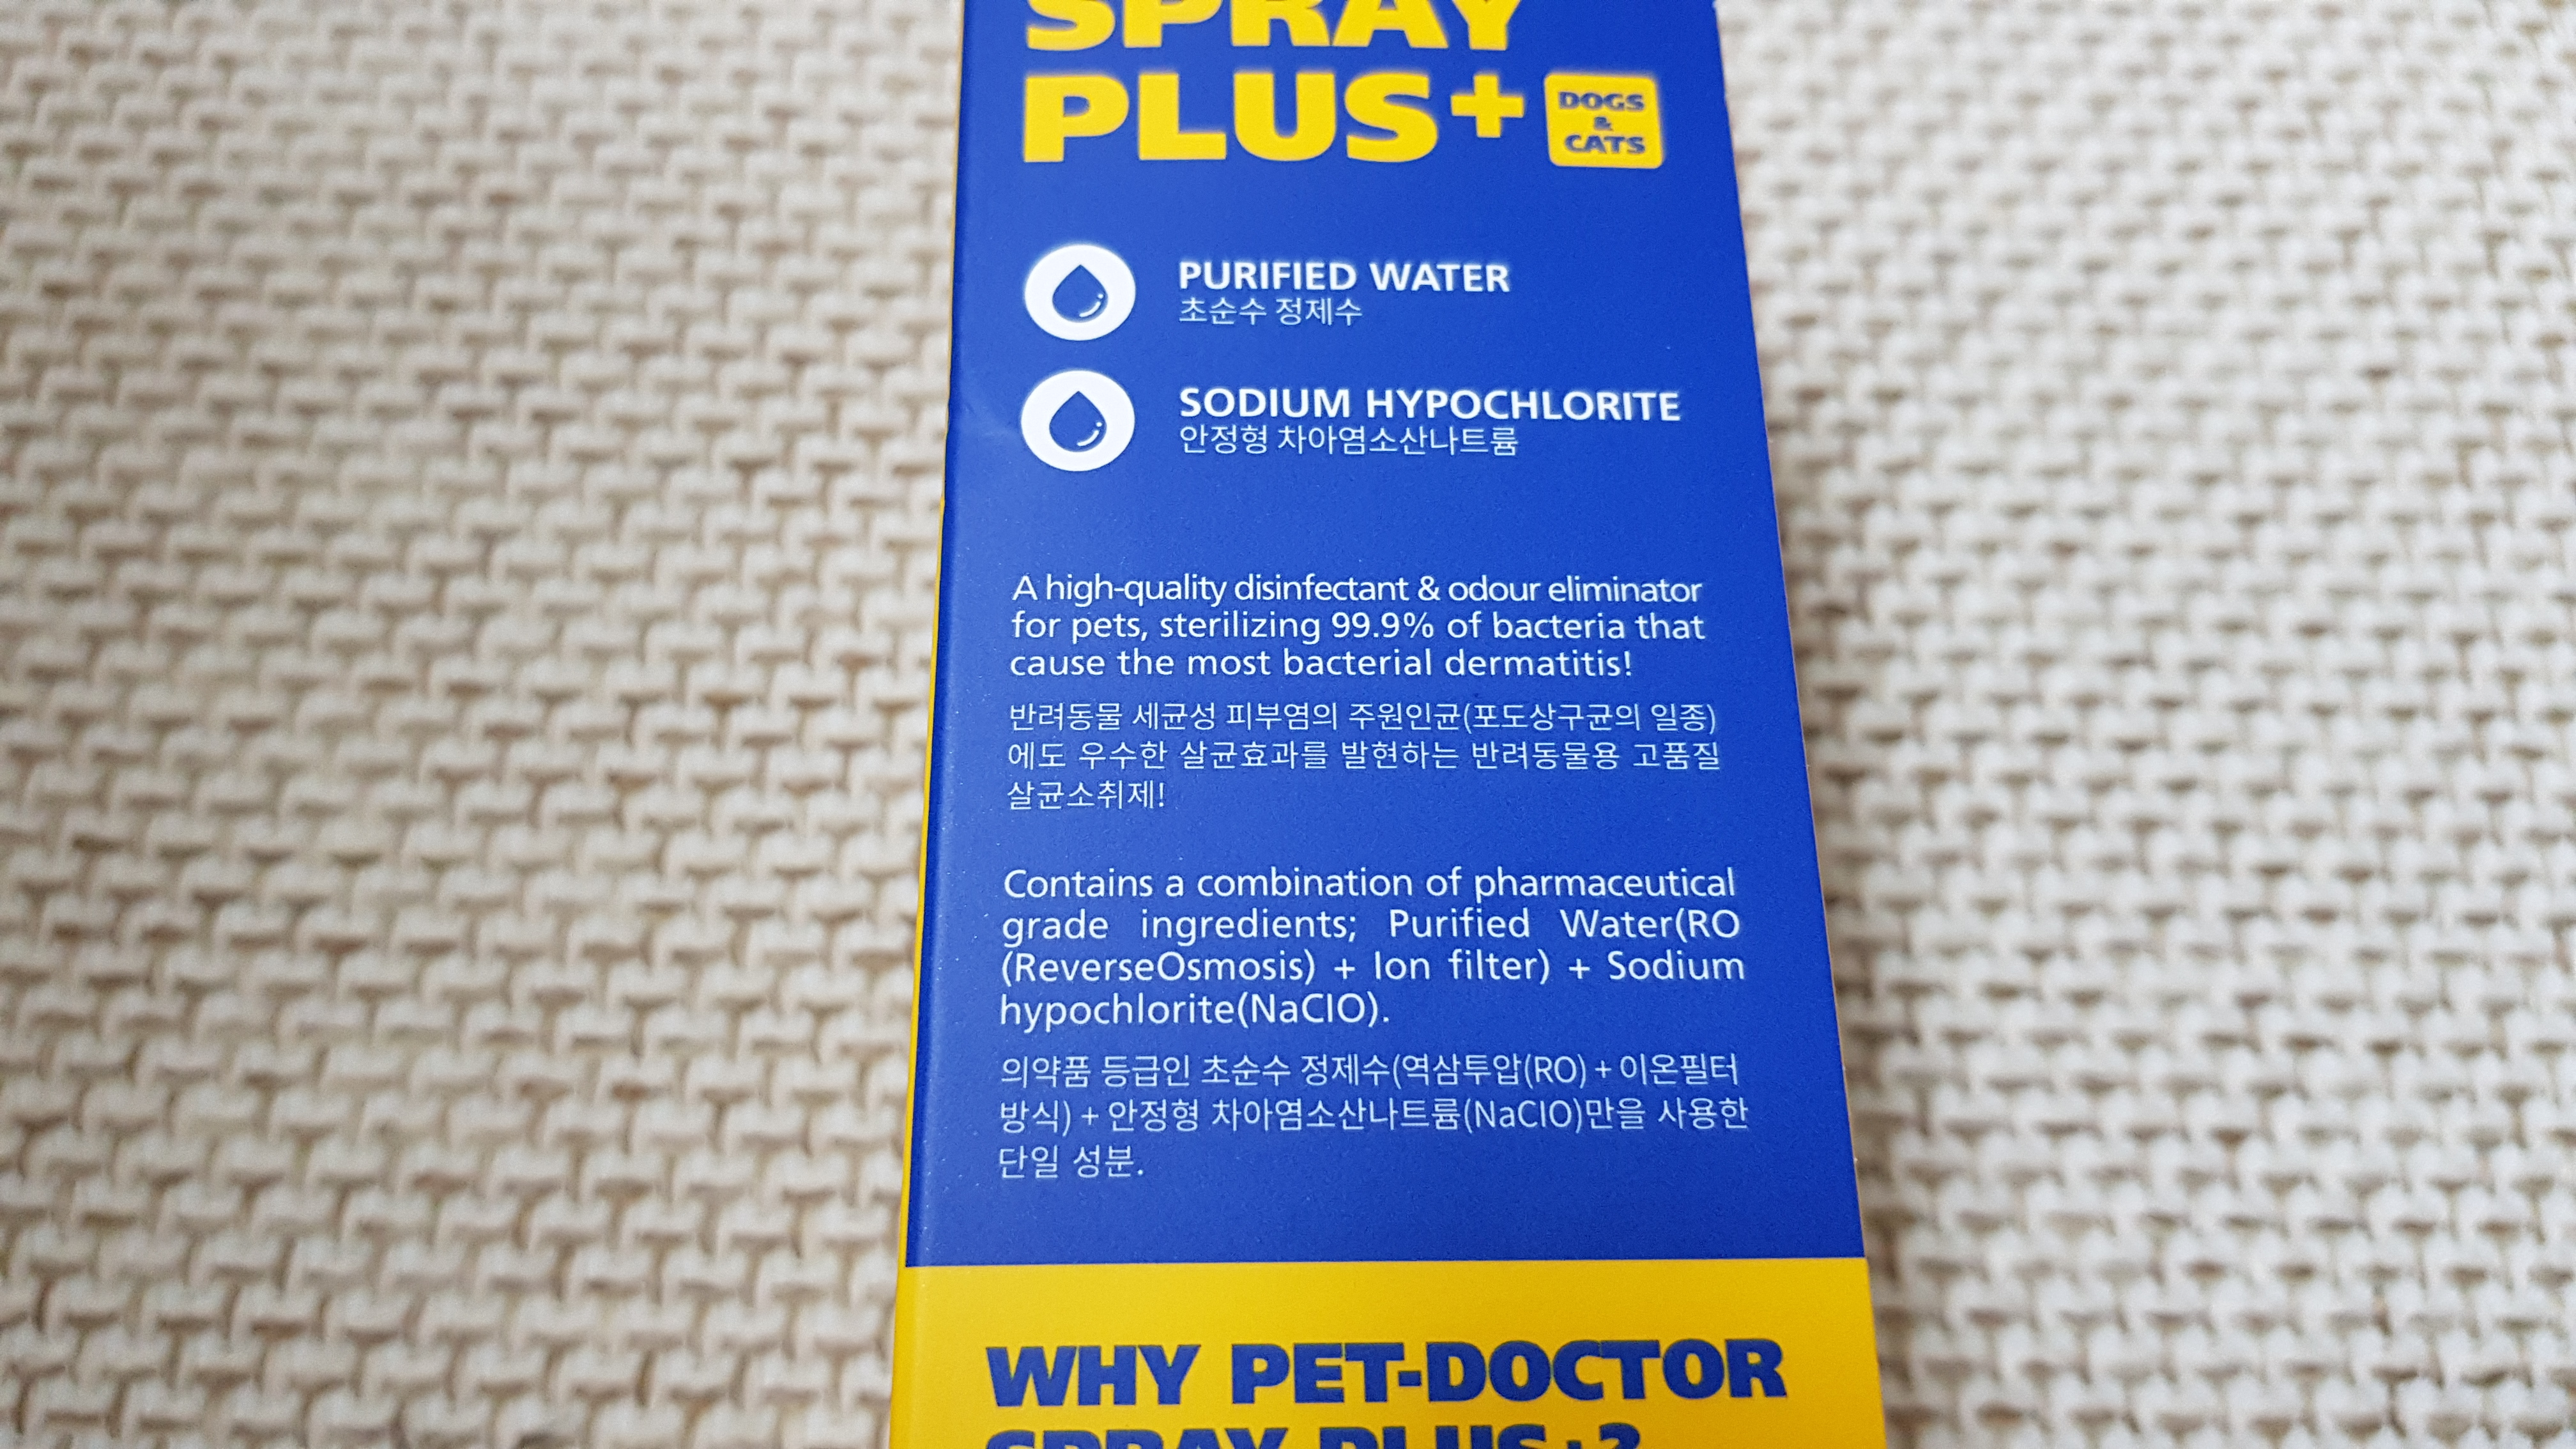 SPRAY
PLUS+
DOGS
&
CATS
PURIFIED WATER
초순수 정제수
SODIUM HYPOCHLORITE
안정형 차아염소산나트륨
A high-quality disinfectant & odour eliminator
for pets, sterilizing 99.9% of bacteria that
cause the most bacterial dermatitis!
반려동물 세균성 피부염의 주원인균(포도상구균의 일종)
에도 우수한 살균효과를 발현하는 반려동물용 고품질
살균소취제!
Contains a combination of pharmaceutical
grade ingredients; Purified Water(RO
(ReverseOsmosis) + Ion filter) + Sodium
hypochlorite(NaClO).
의약품 등급인 초순수 정제수(역삼투압(RO) + 이온필터
방식) + 안정형 차아염소산나트륨(NaClO)만을 사용한
단일 성분.
WHY PET-DOCTOR
SPRAY PLUS+?